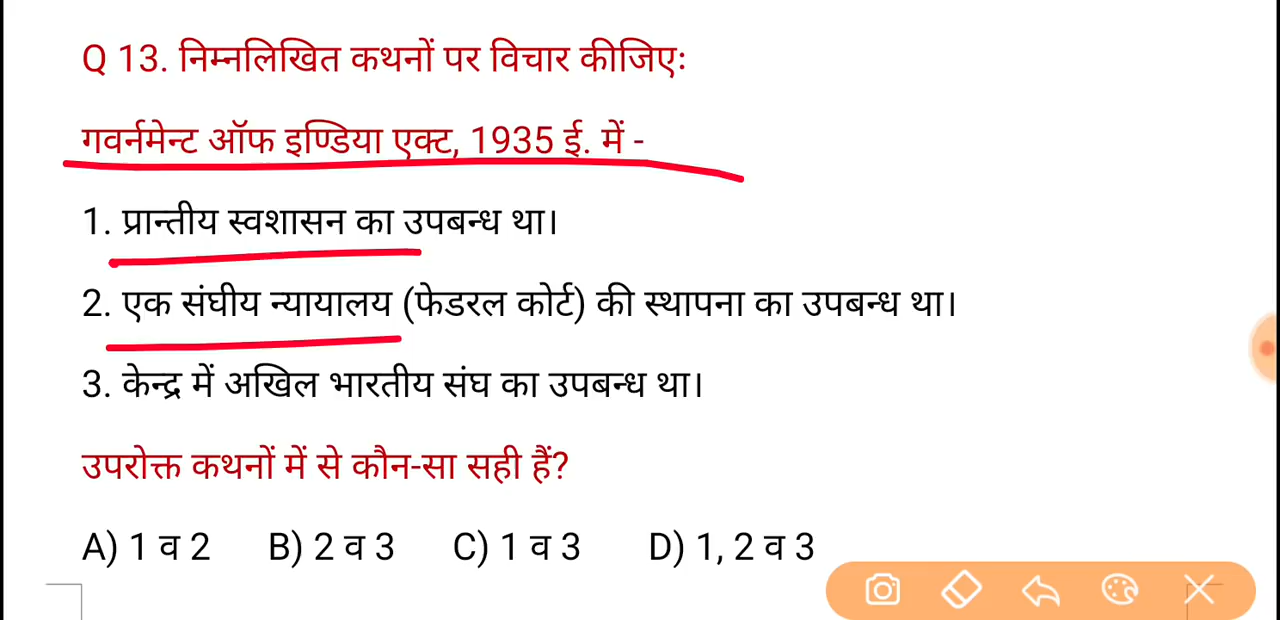 Q 13. निम्नलिखित कथनों पर विचार कीजिए:
गवर्नमेन्ट ऑफ इण्डिया एक्ट, 1935 ई. में -
1. प्रान्तीय स्वशासन का उपबन्ध था।
2. एक संघीय न्यायालय (फेडरल कोर्ट) की स्थापना का उपबन्ध था।
3. केन्द्र में अखिल भारतीय संघ का उपबन्ध था।
उपरोक्त कथनों में से कौन-सा सही हैं?
A) 1 व 2 B) 2 व 3 C) 1 व 3 D) 1, 2 व 3